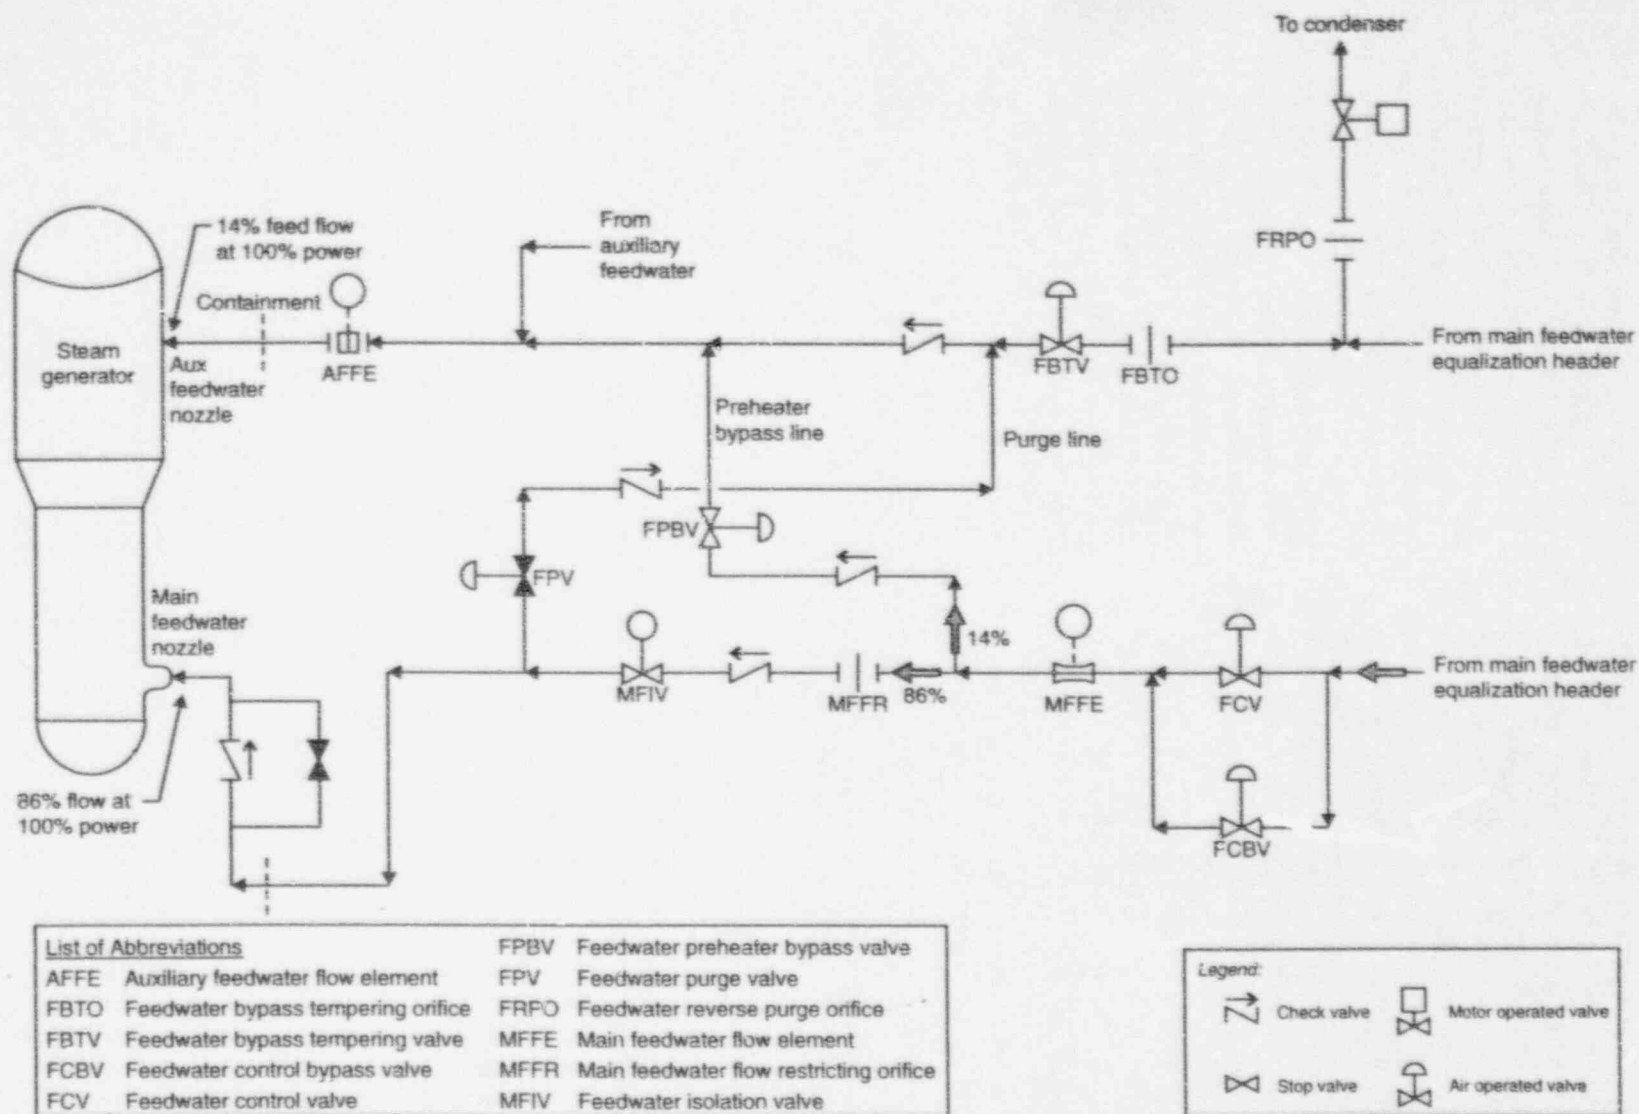 To condenser
FRPO
14% feed flow
at 100% power
From
auxiliary
feedwater
Containment
Steam
generator
Aux
feedwater
nozzle
AFFE
FBTV
FBTO
From main feedwater
equalization header
Preheater
bypass line
Purge line
FPBV
FPV
Main
feedwater
nozzle
14%
MFIV
MFFR
86%
MFFE
FCV
From main feedwater
equalization header
86% flow at
100% power
FCBV
List of Abbreviations
AFFE Auxiliary feedwater flow element
FBTO Feedwater bypass tempering orifice
FBTV Feedwater bypass tempering valve
FCBV Feedwater control bypass valve
FCV Feedwater control valve
FPBV Feedwater preheater bypass valve
FPV Feedwater purge valve
FRPO Feedwater reverse purge orifice
MFFE Main feedwater flow element
MFFR Main feedwater flow restricting orifice
MFIV Feedwater isolation valve
Legend:
Check valve
Motor operated valve
Stop valve
Air operated valve